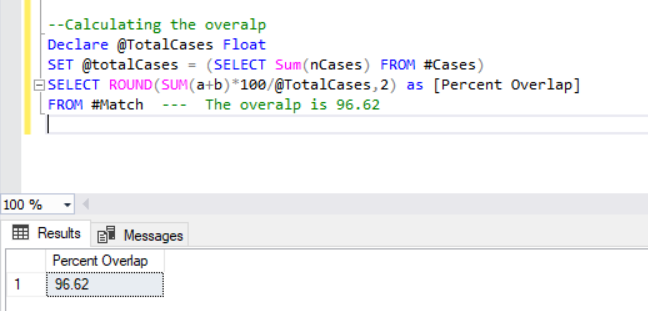 --Calculating the overalp
Declare @TotalCases Float
SET @totalCases = (SELECT Sum(nCases) FROM #Cases)
SELECT ROUND(SUM(a+b)*100/@TotalCases,2) as [Percent Overlap]
FROM #Match  ---  The overalp is 96.62
100 %
Results Messages
Percent Overlap
1 96.62